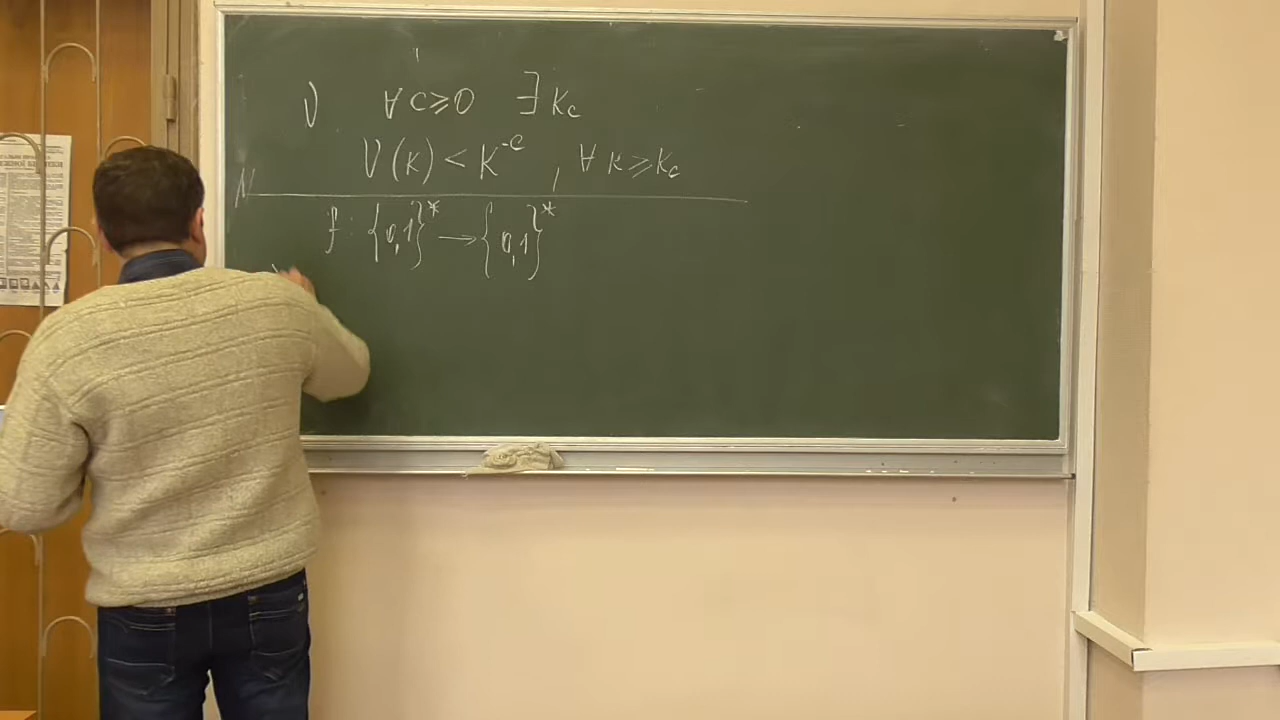 ν ∀ c ≥ 0 ∃ K_c
ν(k) < k^{-c}, ∀ k ≥ k_c
f : {0,1}* → {0,1}*